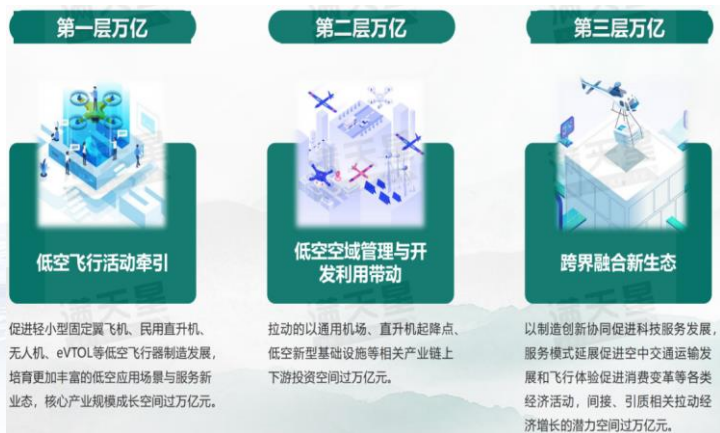 第一层万亿
低空飞行活动牵引
促进轻小型固定翼飞机、民用直升机、
无人机、eVTOL等低空飞行器制造发展，
培育更加丰富的低空应用场景与服务新
业态，核心产业规模成长空间过万亿元。
第二层万亿
低空空域管理与开
发利用带动
拉动的以通用机场、直升机起降点、
低空新型基础设施等相关产业链上
下游投资空间过万亿元。
第三层万亿
跨界融合新生态
以制造创新协同促进科技服务发展，
服务模式延展促进空中交通运输发
展和飞行体验促进消费变革等各类
经济活动，间接、引质相关拉动经
济增长的潜力空间过万亿元。